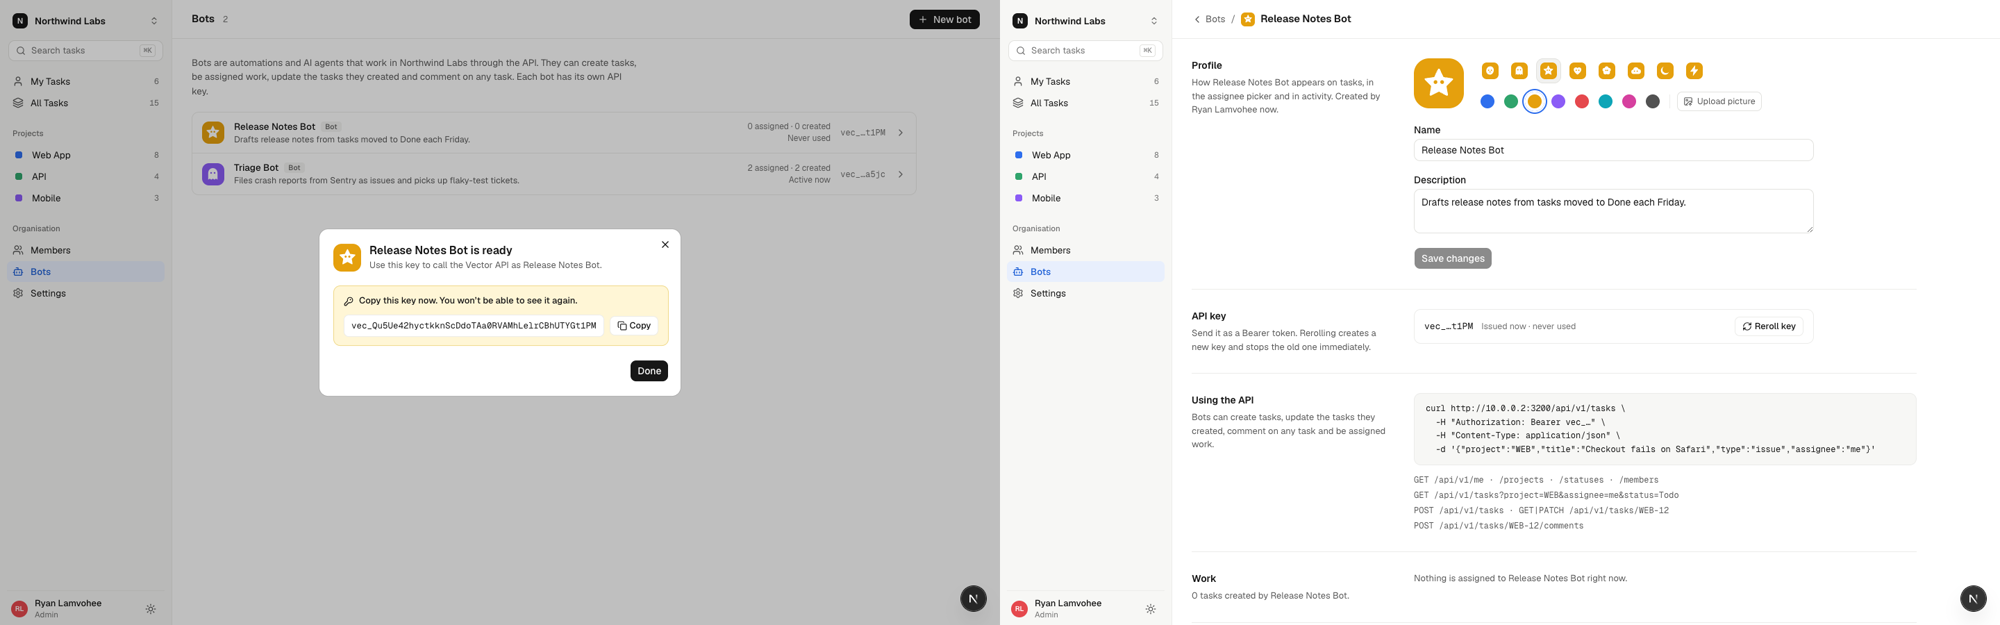 N Northwind Labs
Search tasks ⌘K
My Tasks 6
All Tasks 15
Projects
Web App 8
API 4
Mobile 3
Organisation
Members
Bots
Settings
RL Ryan Lamvohee
Admin
Bots 2
+ New bot
Bots are automations and AI agents that work in Northwind Labs through the API. They can create tasks,
be assigned work, update the tasks they created and comment on any task. Each bot has its own API
key.
Release Notes Bot Bot
Drafts release notes from tasks moved to Done each Friday.
0 assigned · 0 created
Never used
vec_…t1PM
Triage Bot Bot
Files crash reports from Sentry as issues and picks up flaky-test tickets.
2 assigned · 2 created
Active now
vec_…a5jc
Release Notes Bot is ready
Use this key to call the Vector API as Release Notes Bot.
Copy this key now. You won't be able to see it again.
vec_Qu5Ue42hyctkknScDdoTAa0RVAMhLelrCBhUTYGt1PM Copy
Done
N
N Northwind Labs
Search tasks ⌘K
My Tasks 6
All Tasks 15
Projects
Web App 8
API 4
Mobile 3
Organisation
Members
Bots
Settings
RL Ryan Lamvohee
Admin
Bots / Release Notes Bot
Profile
How Release Notes Bot appears on tasks, in
the assignee picker and in activity. Created by
Ryan Lamvohee now.
Upload picture
Name
Release Notes Bot
Description
Drafts release notes from tasks moved to Done each Friday.
Save changes
API key
Send it as a Bearer token. Rerolling creates a
new key and stops the old one immediately.
vec_…t1PM Issued now · never used Reroll key
Using the API
Bots can create tasks, update the tasks they
created, comment on any task and be assigned
work.
curl http://10.0.0.2:3200/api/v1/tasks \
-H "Authorization: Bearer vec_…" \
-H "Content-Type: application/json" \
-d '{"project":"WEB","title":"Checkout fails on Safari","type":"issue","assignee":"me"}'
GET /api/v1/me · /projects · /statuses · /members
GET /api/v1/tasks?project=WEB&assignee=me&status=Todo
POST /api/v1/tasks · GET|PATCH /api/v1/tasks/WEB-12
POST /api/v1/tasks/WEB-12/comments
Work
0 tasks created by Release Notes Bot.
Nothing is assigned to Release Notes Bot right now.
N